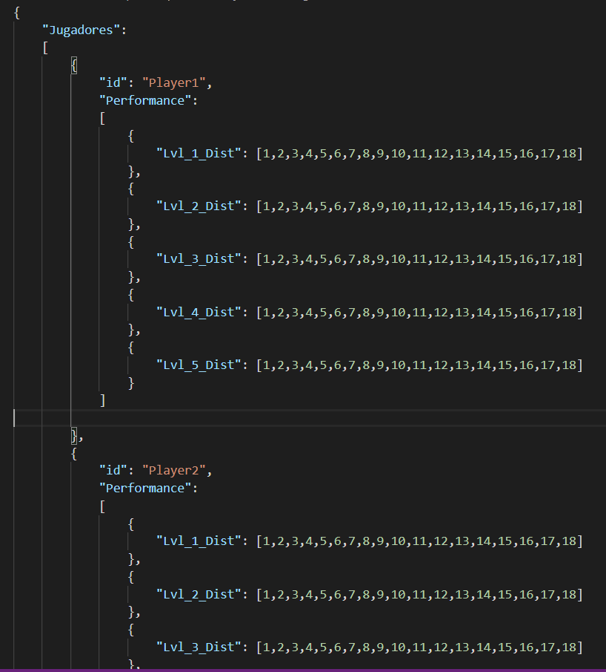 {
"Jugadores":
[
{
"id": "Player1",
"Performance":
[
{
"Lvl_1_Dist": [1,2,3,4,5,6,7,8,9,10,11,12,13,14,15,16,17,18]
},
{
"Lvl_2_Dist": [1,2,3,4,5,6,7,8,9,10,11,12,13,14,15,16,17,18]
},
{
"Lvl_3_Dist": [1,2,3,4,5,6,7,8,9,10,11,12,13,14,15,16,17,18]
},
{
"Lvl_4_Dist": [1,2,3,4,5,6,7,8,9,10,11,12,13,14,15,16,17,18]
},
{
"Lvl_5_Dist": [1,2,3,4,5,6,7,8,9,10,11,12,13,14,15,16,17,18]
}
]
},
{
"id": "Player2",
"Performance":
[
{
"Lvl_1_Dist": [1,2,3,4,5,6,7,8,9,10,11,12,13,14,15,16,17,18]
},
{
"Lvl_2_Dist": [1,2,3,4,5,6,7,8,9,10,11,12,13,14,15,16,17,18]
},
{
"Lvl_3_Dist": [1,2,3,4,5,6,7,8,9,10,11,12,13,14,15,16,17,18]
},